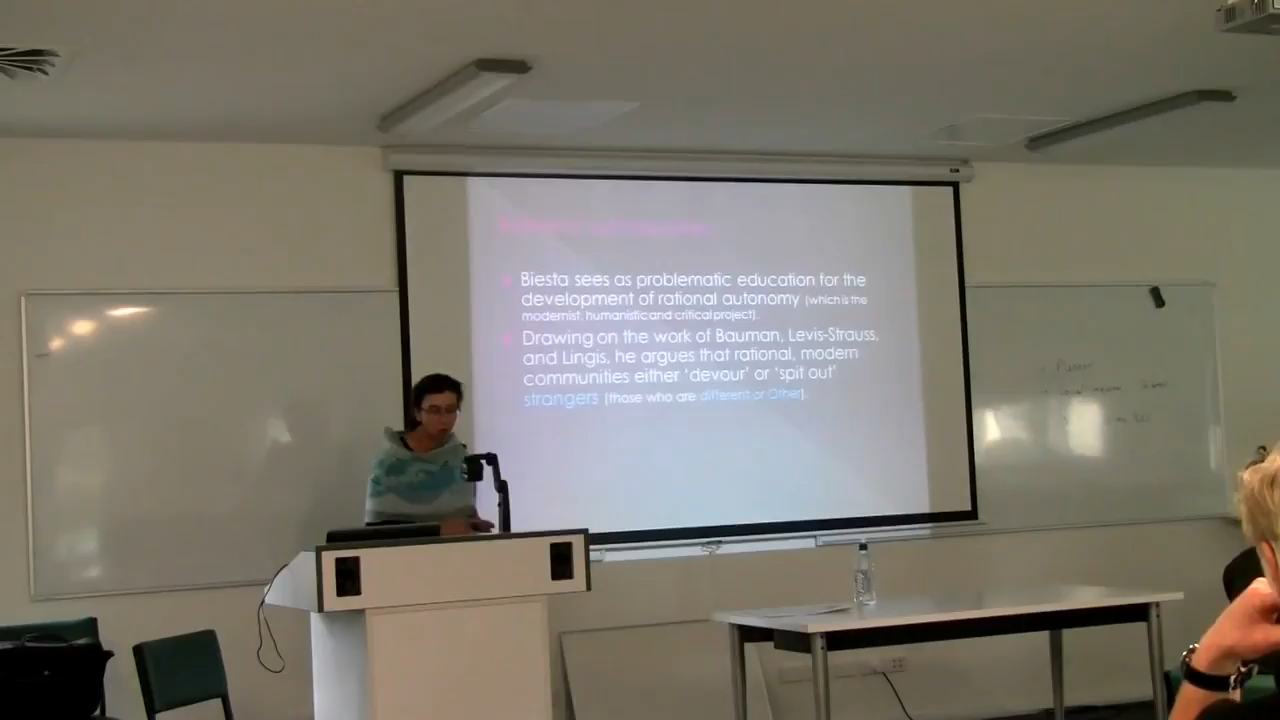 Biesta sees as problematic education for the
development of rational autonomy (which is the
modernist, humanistic and critical project).
Drawing on the work of Bauman, Levis-Strauss,
and Lingis, he argues that rational, modern
communities either ‘devour’ or ‘spit out’
strangers (those who are different or Other).